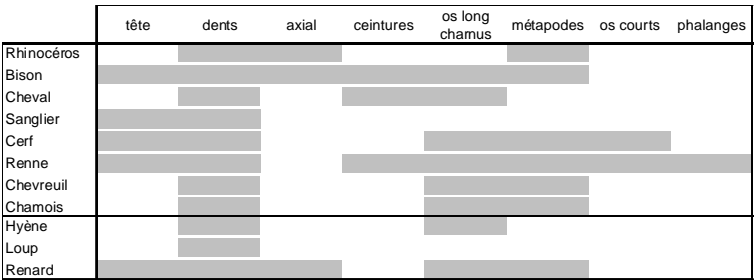 tête dents axial ceintures os long charnus métapodes os courts phalanges
Rhinocéros
Bison
Cheval
Sanglier
Cerf
Renne
Chevreuil
Chamois
Hyène
Loup
Renard